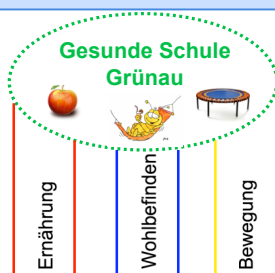 Gesunde Schule
Grünau
Ernährung
Wohlbefinden
Bewegung